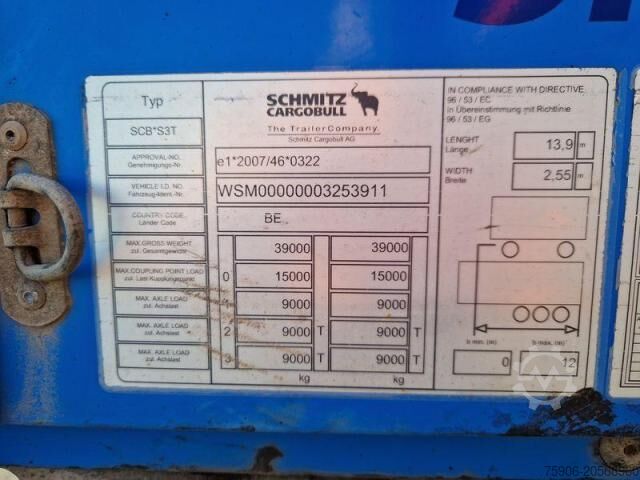 Typ
SCB*S3T
SCHMITZ
CARGOBULL
The Trailer Company.
Schmitz Cargobull AG
APPROVAL-NO.
Genehmigungs-Nr.
e1*2007/46*0322
VEHICLE I.D. NO.
Fahrzeug-Ident.-Nr.
WSM00000003253911
COUNTRY CODE
Länder Code
BE
MAX.GROSS WEIGHT
zul. Gesamtgewicht
39000 39000
MAX.COUPLING POINT LOAD
zul. Last Kupplungspunkt
0 15000 15000
MAX. AXLE LOAD
zul. Achslast
1 9000 T 9000 T
MAX. AXLE LOAD
zul. Achslast
2 9000 T 9000 T
MAX. AXLE LOAD
zul. Achslast
3 9000 T 9000 T
kg kg
IN COMPLIANCE WITH DIRECTIVE
96 / 53 / EC
in Übereinstimmung mit Richtlinie
96 / 53 / EG
LENGHT
Länge
13,9 m
WIDTH
Breite
2,55 m
b min. (m) b max. (m)
0 12
75906-20568560